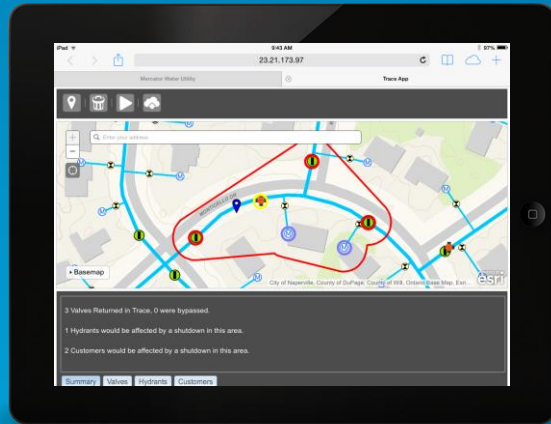 iPad
9:43 AM
97%
23.21.173.97
Mercator Water Utility
Trace App
Enter your address
+
−
MONTICELLO DR
M
M
M
M
M
M
▸Basemap
City of Naperville, County of DuPage, County of Will, Ontario Base Map, Esri...
esri
3 Valves Returned in Trace, 0 were bypassed.
1 Hydrants would be affected by a shutdown in this area.
2 Customers would be affected by a shutdown in this area.
Summary Valves Hydrants Customers